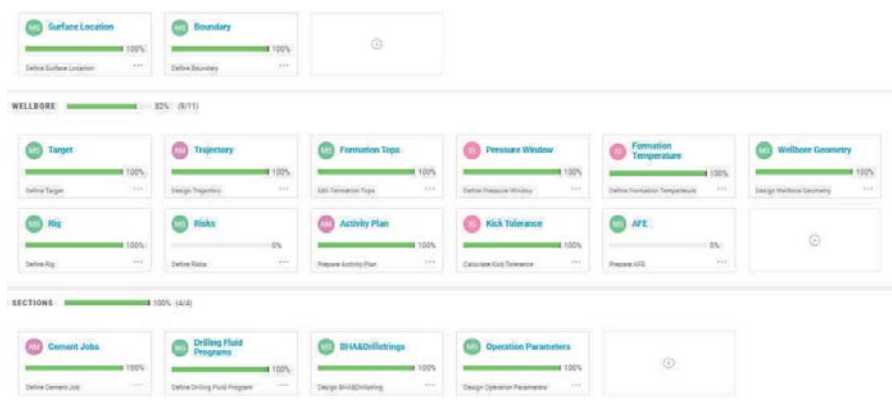 MS Surface Location
100%
Define Surface Location ...
MS Boundary
100%
Define Boundary ...
WELLBORE 82% (9/11)
MS Target
100%
Define Target ...
AM Trajectory
100%
Design Trajectory ...
MS Formation Tops
100%
Edit Formation Tops ...
IS Pressure Window
100%
Define Pressure Window ...
IS Formation
Temperature
100%
Define Formation Temperature ...
MS Wellbore Geometry
100%
Design Wellbore Geometry ...
MS Rig
100%
Define Rig ...
MS Risks
0%
Define Risks ...
AM Activity Plan
100%
Prepare Activity Plan ...
IS Kick Tolerance
100%
Calculate Kick Tolerance ...
MS AFE
0%
Prepare AFE ...
SECTIONS 100% (4/4)
AM Cement Jobs
100%
Define Cement Job ...
MS Drilling Fluid
Programs
100%
Define Drilling Fluid Program ...
MS BHA&Drillstrings
100%
Design BHA&Drillstring ...
MS Operation Parameters
100%
Design Operation Parameters ...